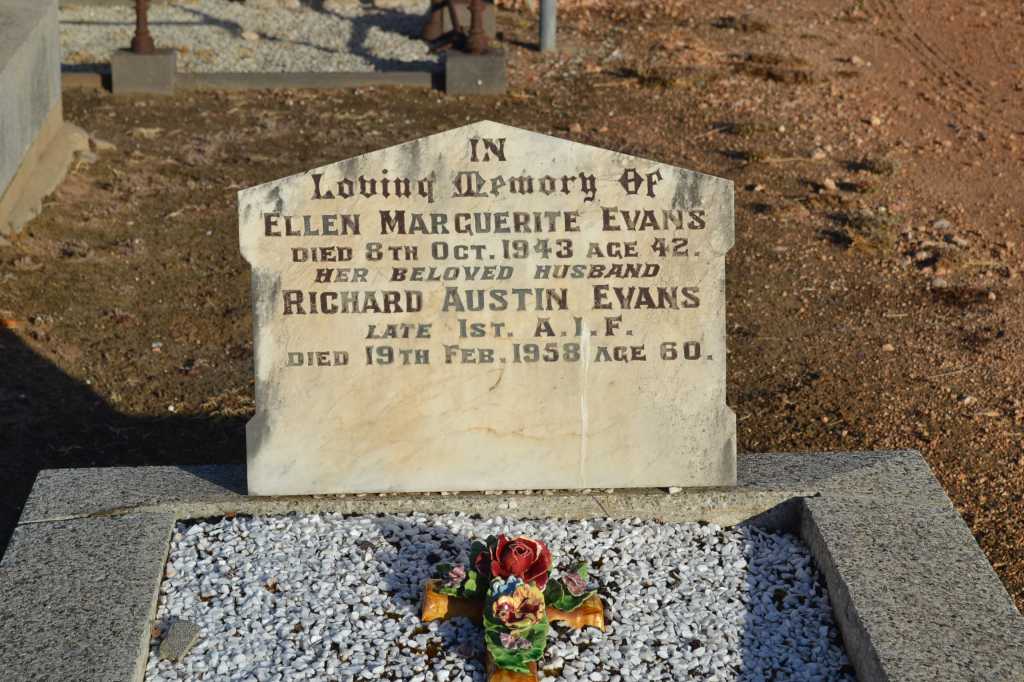 IN
Loving Memory Of
ELLEN MARGUERITE EVANS
DIED 8TH OCT. 1943 AGE 42.
HER BELOVED HUSBAND
RICHARD AUSTIN EVANS
LATE 1ST. A.I.F.
DIED 19TH FEB. 1958 AGE 60.